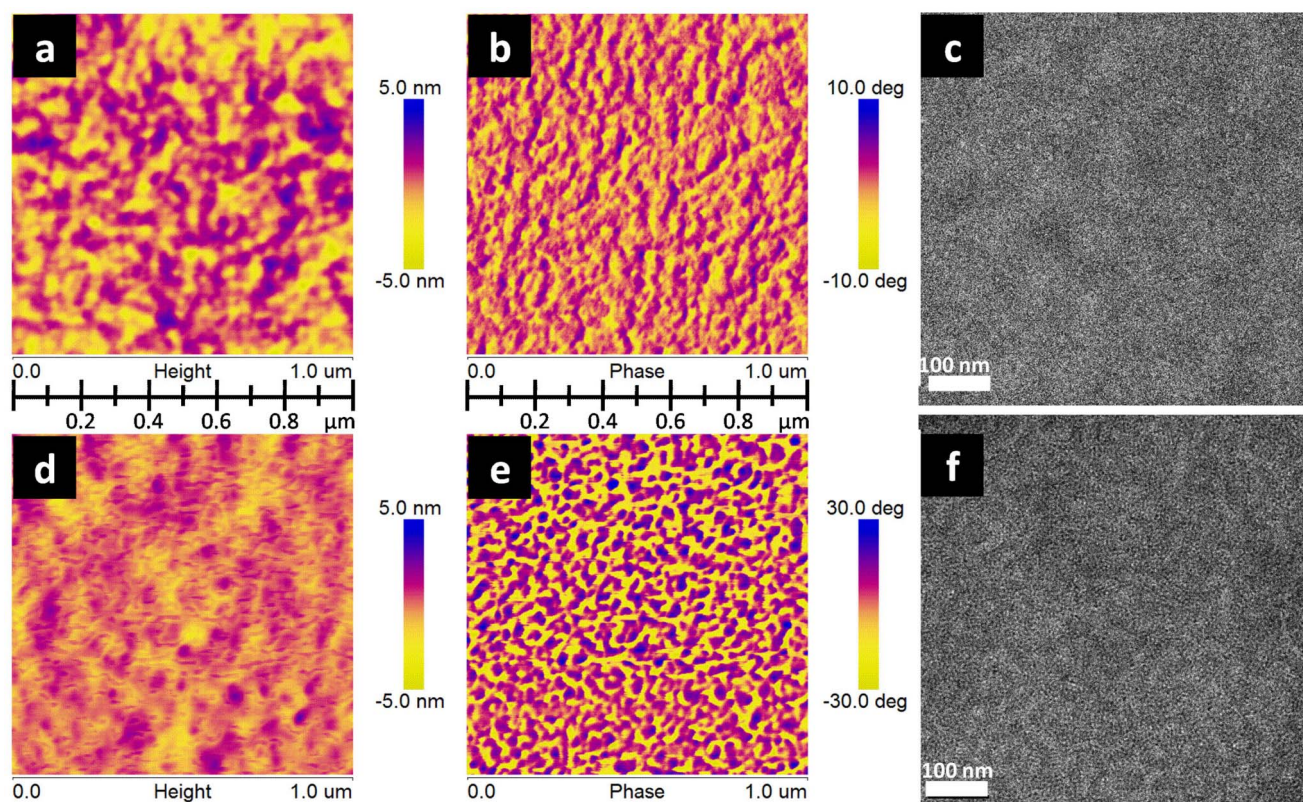 a
b
c
5.0 nm
-5.0 nm
10.0 deg
-10.0 deg
100 nm
0.0 Height 1.0 um
0.0 Phase 1.0 um
0.2 0.4 0.6 0.8 μm
0.2 0.4 0.6 0.8 μm
d
e
f
5.0 nm
-5.0 nm
30.0 deg
-30.0 deg
100 nm
0.0 Height 1.0 um
0.0 Phase 1.0 um